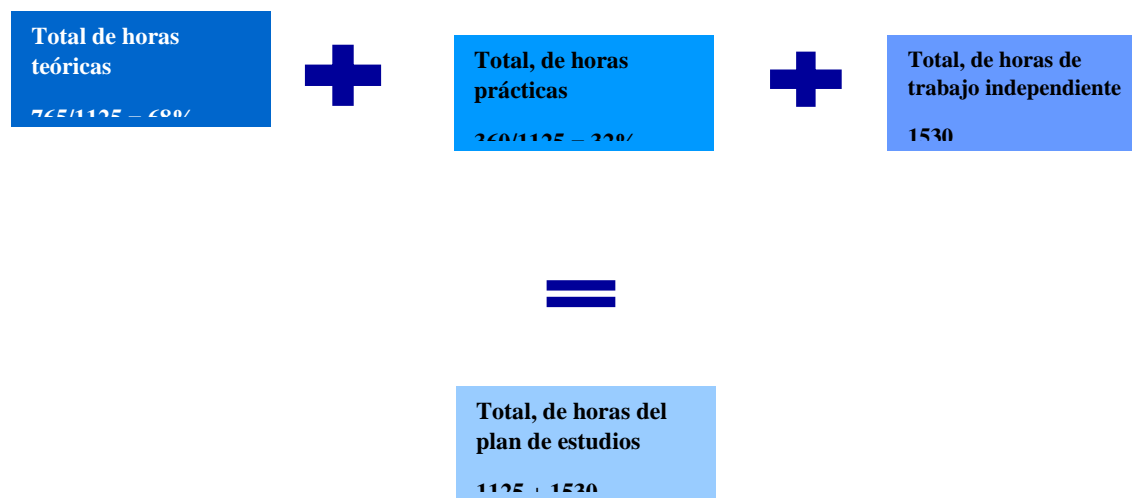 Total de horas
teóricas
765/1125 = 68%
Total, de horas
prácticas
360/1125 = 32%
Total, de horas de
trabajo independiente
1530
Total, de horas del
plan de estudios
1125 + 1530